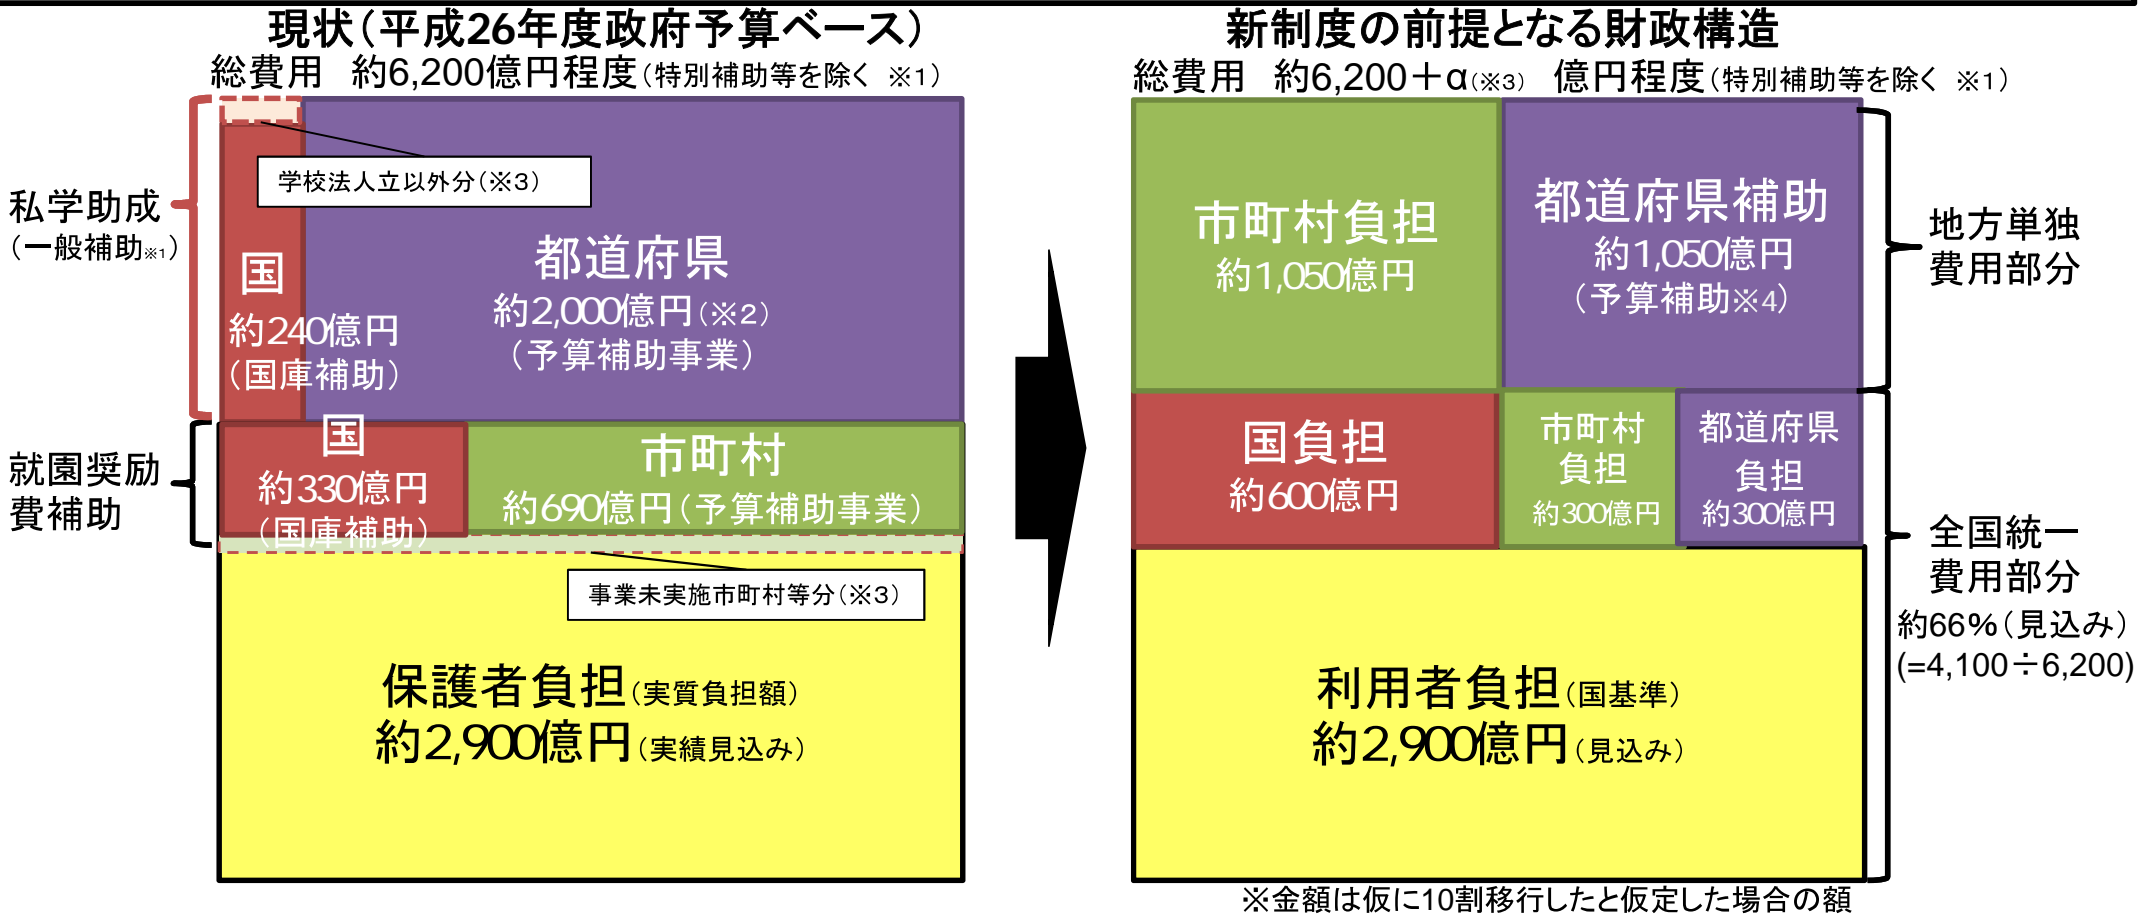 現状（平成26年度政府予算ベース）
総費用　約6,200億円程度（特別補助等を除く ※1）
私学助成
（一般補助※1）
学校法人立以外分（※3）
国
約240億円
（国庫補助）
都道府県
約2,000億円（※2）
（予算補助事業）
就園奨励
費補助
国
約330億円
（国庫補助）
市町村
約690億円（予算補助事業）
事業未実施市町村等分（※3）
保護者負担（実質負担額）
約2,900億円（実績見込み）
新制度の前提となる財政構造
総費用　約6,200＋α（※3）　億円程度（特別補助等を除く ※1）
市町村負担
約1,050億円
都道府県補助
約1,050億円
（予算補助※4）
地方単独
費用部分
国負担
約600億円
市町村
負担
約300億円
都道府県
負担
約300億円
全国統一
費用部分
約66%（見込み）
(=4,100÷6,200)
利用者負担（国基準）
約2,900億円（見込み）
※金額は仮に10割移行したと仮定した場合の額